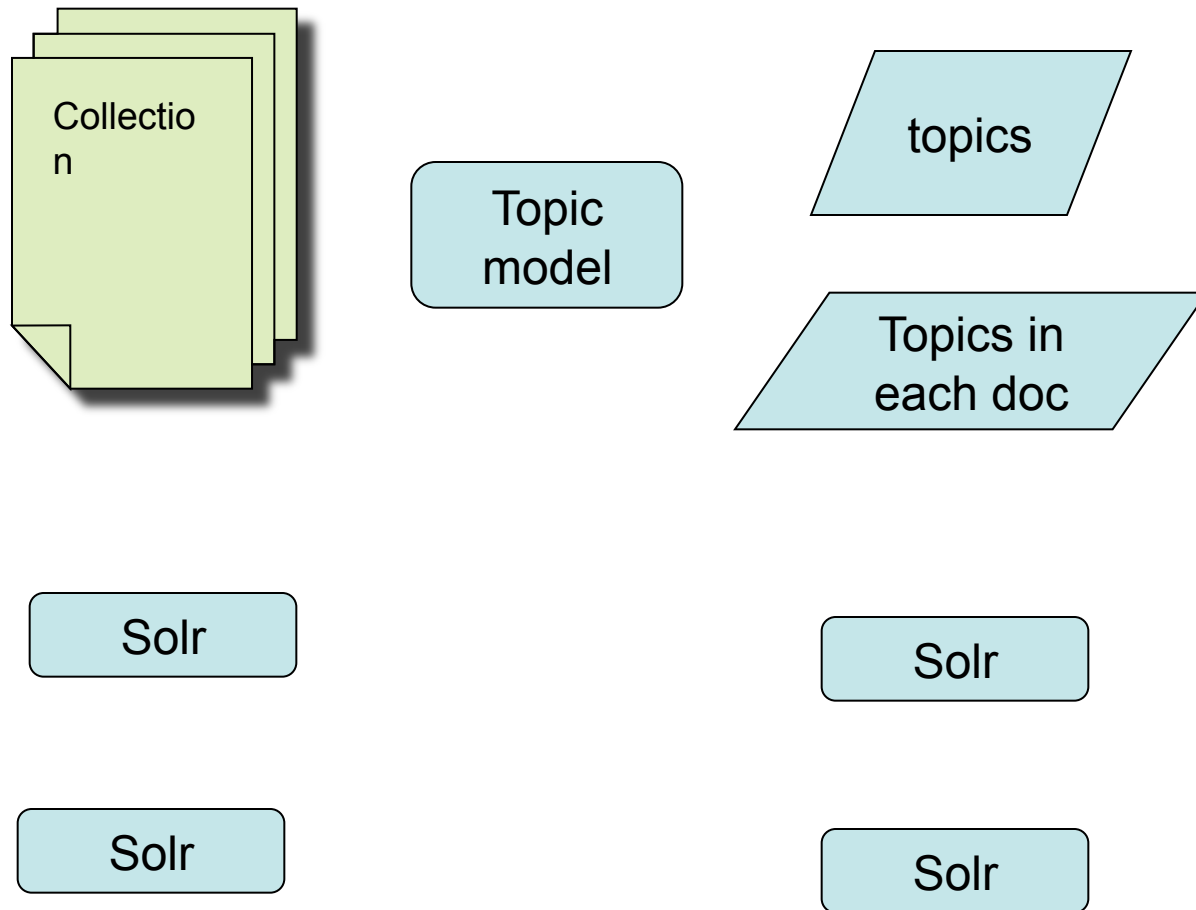 Collectio
n
Topic
model
topics
Topics in
each doc
Solr
Solr
Solr
Solr